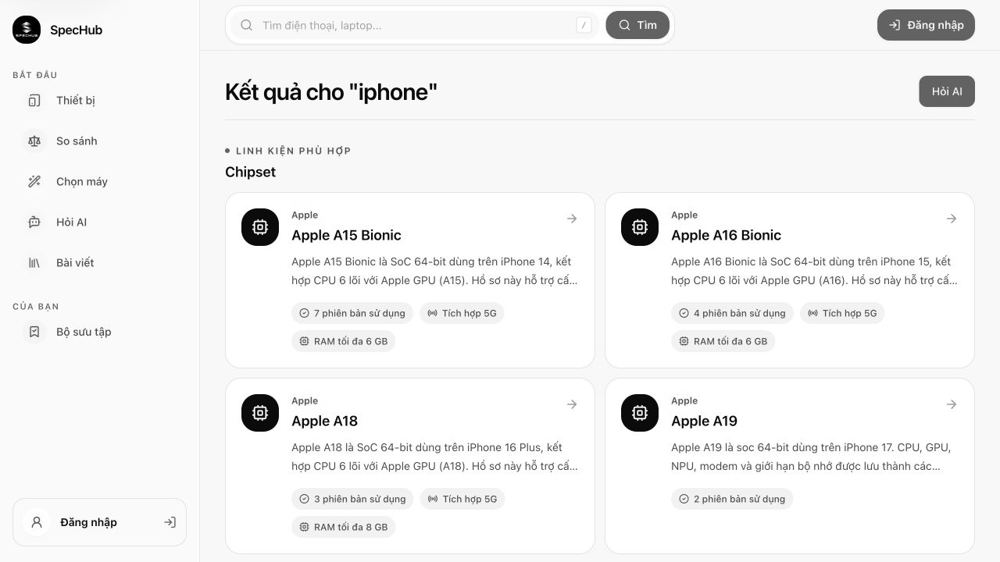 SPECHUB
SpecHub
BẮT ĐẦU
Thiết bị
So sánh
Chọn máy
Hỏi AI
Bài viết
CỦA BẠN
Bộ sưu tập
Đăng nhập
Tìm điện thoại, laptop...
/
Tìm
Đăng nhập
Kết quả cho "iphone"
Hỏi AI
LINH KIỆN PHÙ HỢP
Chipset
Apple
Apple A15 Bionic
Apple A15 Bionic là SoC 64-bit dùng trên iPhone 14, kết
hợp CPU 6 lõi với Apple GPU (A15). Hồ sơ này hỗ trợ cấ...
7 phiên bản sử dụng
Tích hợp 5G
RAM tối đa 6 GB
Apple
Apple A16 Bionic
Apple A16 Bionic là SoC 64-bit dùng trên iPhone 15, kết
hợp CPU 6 lõi với Apple GPU (A16). Hồ sơ này hỗ trợ cấ...
4 phiên bản sử dụng
Tích hợp 5G
RAM tối đa 6 GB
Apple
Apple A18
Apple A18 là SoC 64-bit dùng trên iPhone 16 Plus, kết
hợp CPU 6 lõi với Apple GPU (A18). Hồ sơ này hỗ trợ cấ...
3 phiên bản sử dụng
Tích hợp 5G
RAM tối đa 8 GB
Apple
Apple A19
Apple A19 là soc 64-bit dùng trên iPhone 17. CPU, GPU,
NPU, modem và giới hạn bộ nhớ được lưu thành các...
2 phiên bản sử dụng